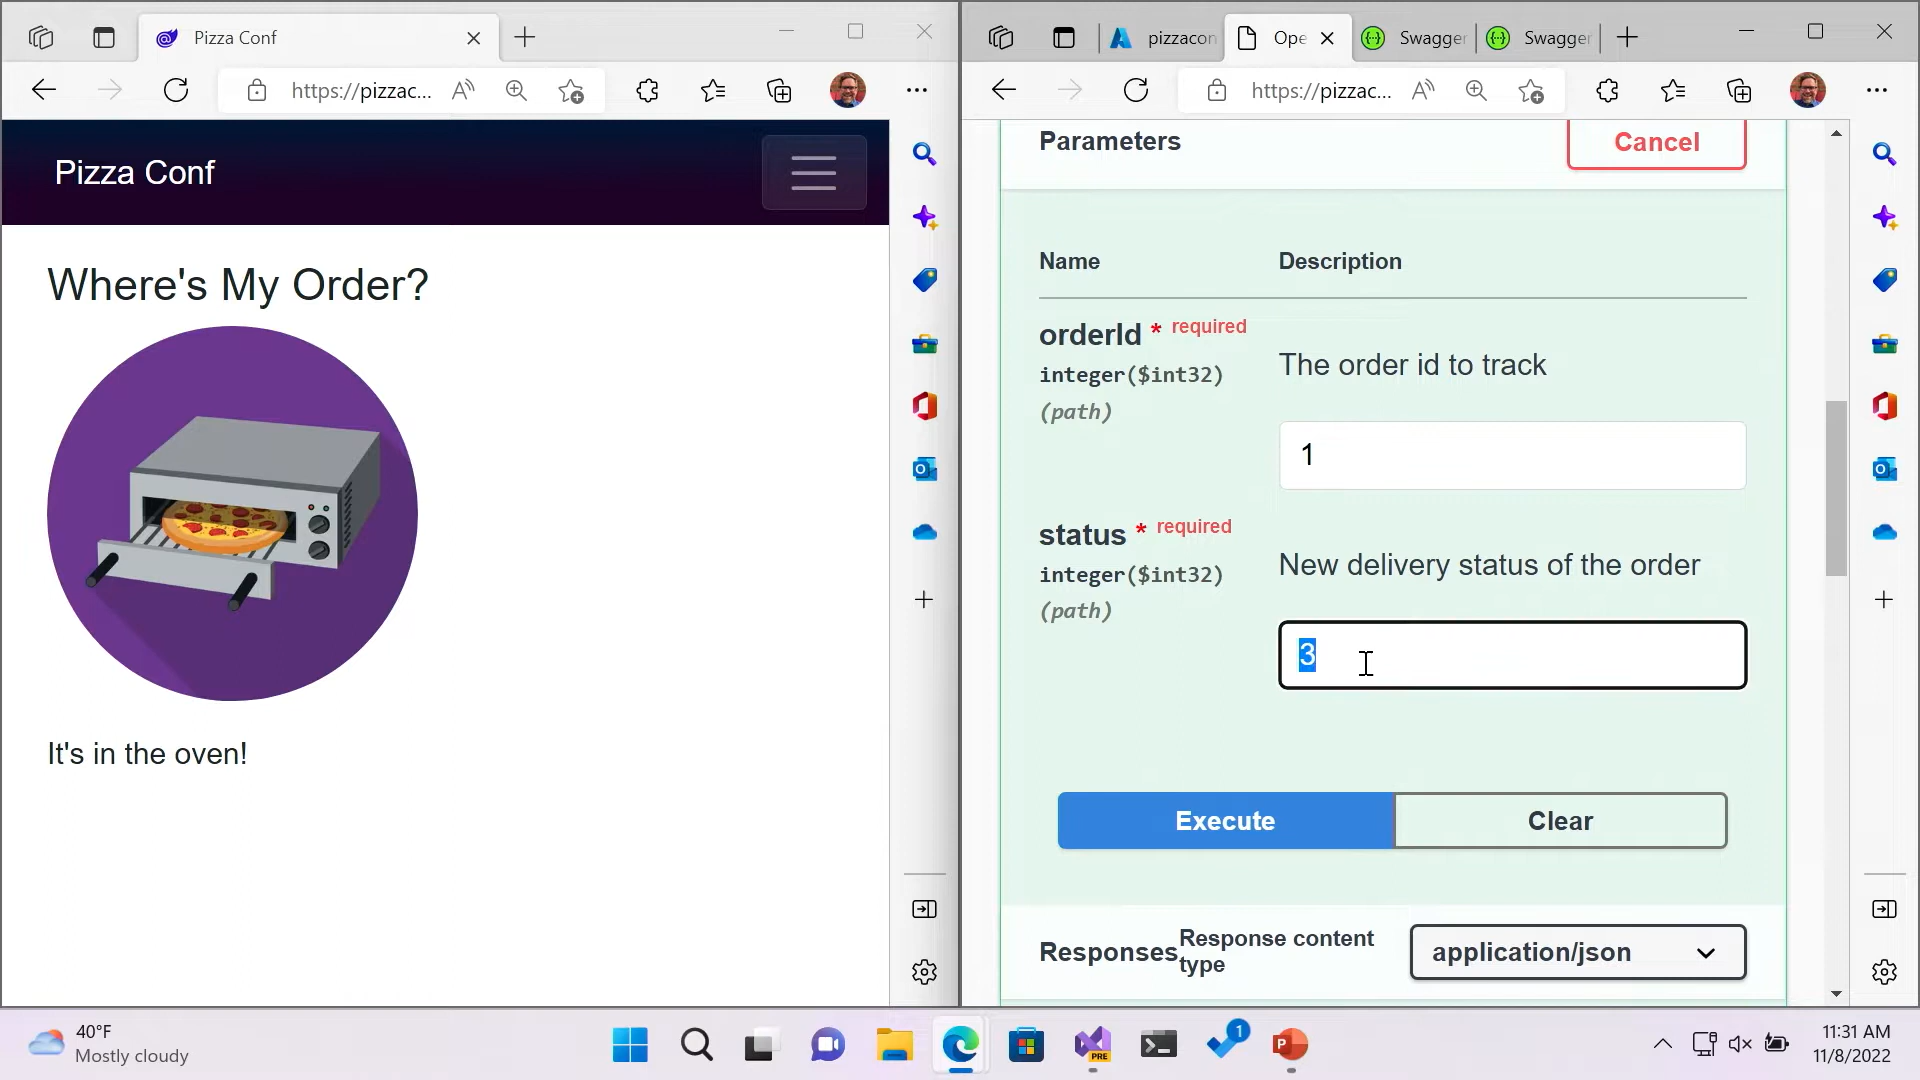 Pizza Conf
https://pizzac...
Pizza Conf
Where's My Order?
It's in the oven!
pizzacon
Ope
Swagger
Swagger
https://pizzac...
Parameters
Cancel
Name
Description
orderId * required
integer($int32)
(path)
The order id to track
1
status * required
integer($int32)
(path)
New delivery status of the order
3
Execute
Clear
Responses
Response content
type
application/json
40°F
Mostly cloudy
PRE
1
P
11:31 AM
11/8/2022